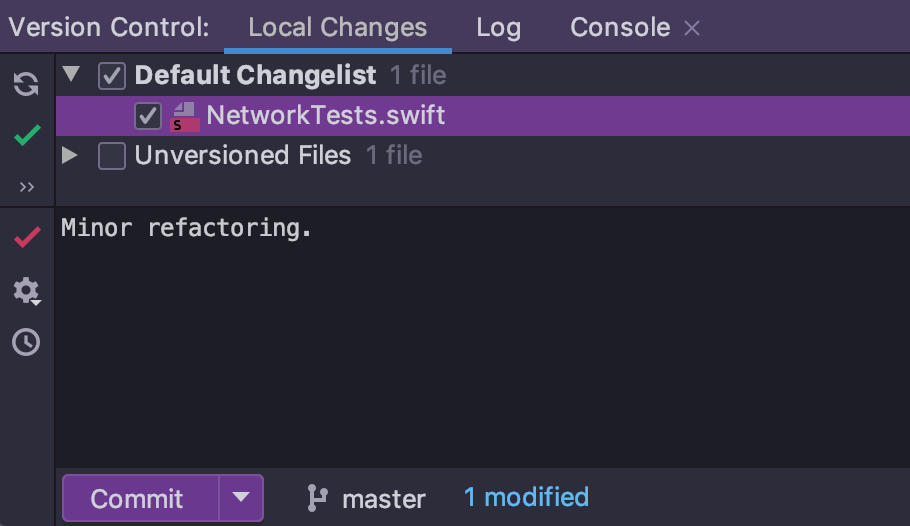 Version Control: Local Changes Log Console
Default Changelist 1 file
S NetworkTests.swift
Unversioned Files 1 file
Minor refactoring.
Commit master 1 modified